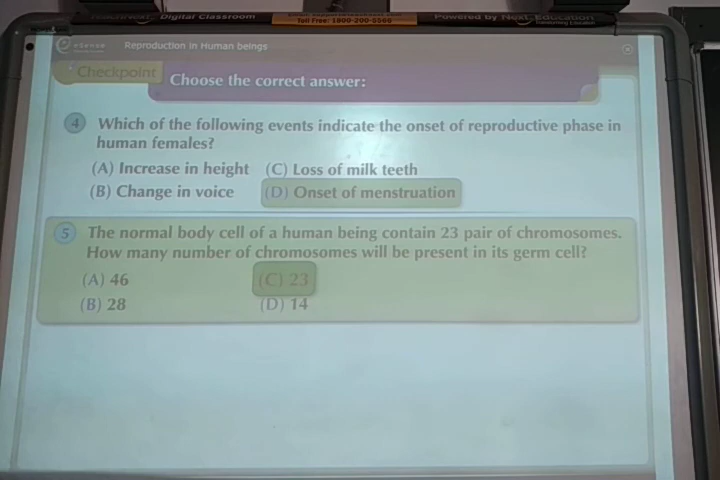 Digital Classroom
Toll Free: 1800-200-5566
Powered by Next Education
Reproduction in Human beings
Checkpoint
Choose the correct answer:
4 Which of the following events indicate the onset of reproductive phase in
human females?
(A) Increase in height (C) Loss of milk teeth
(B) Change in voice (D) Onset of menstruation
5 The normal body cell of a human being contain 23 pair of chromosomes.
How many number of chromosomes will be present in its germ cell?
(A) 46 (C) 23
(B) 28 (D) 14